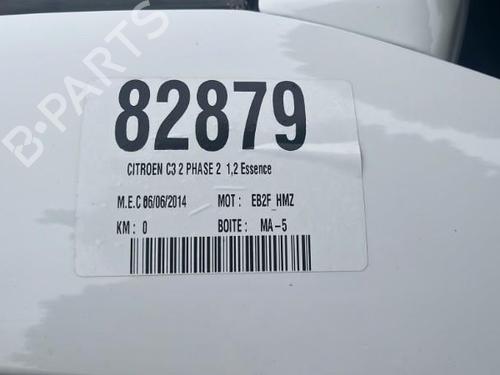 B-PARTS
82879
CITROEN C3 2 PHASE 2 1,2 Essence
M.E.C 06/06/2014 MOT : EB2F_HMZ
KM : 0 BOITE : MA-5